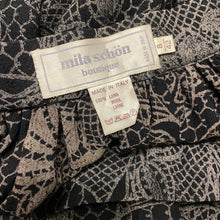 mila schön
boutique
8
MADE IN ITALY
100% LANA
WOOL
LAINE